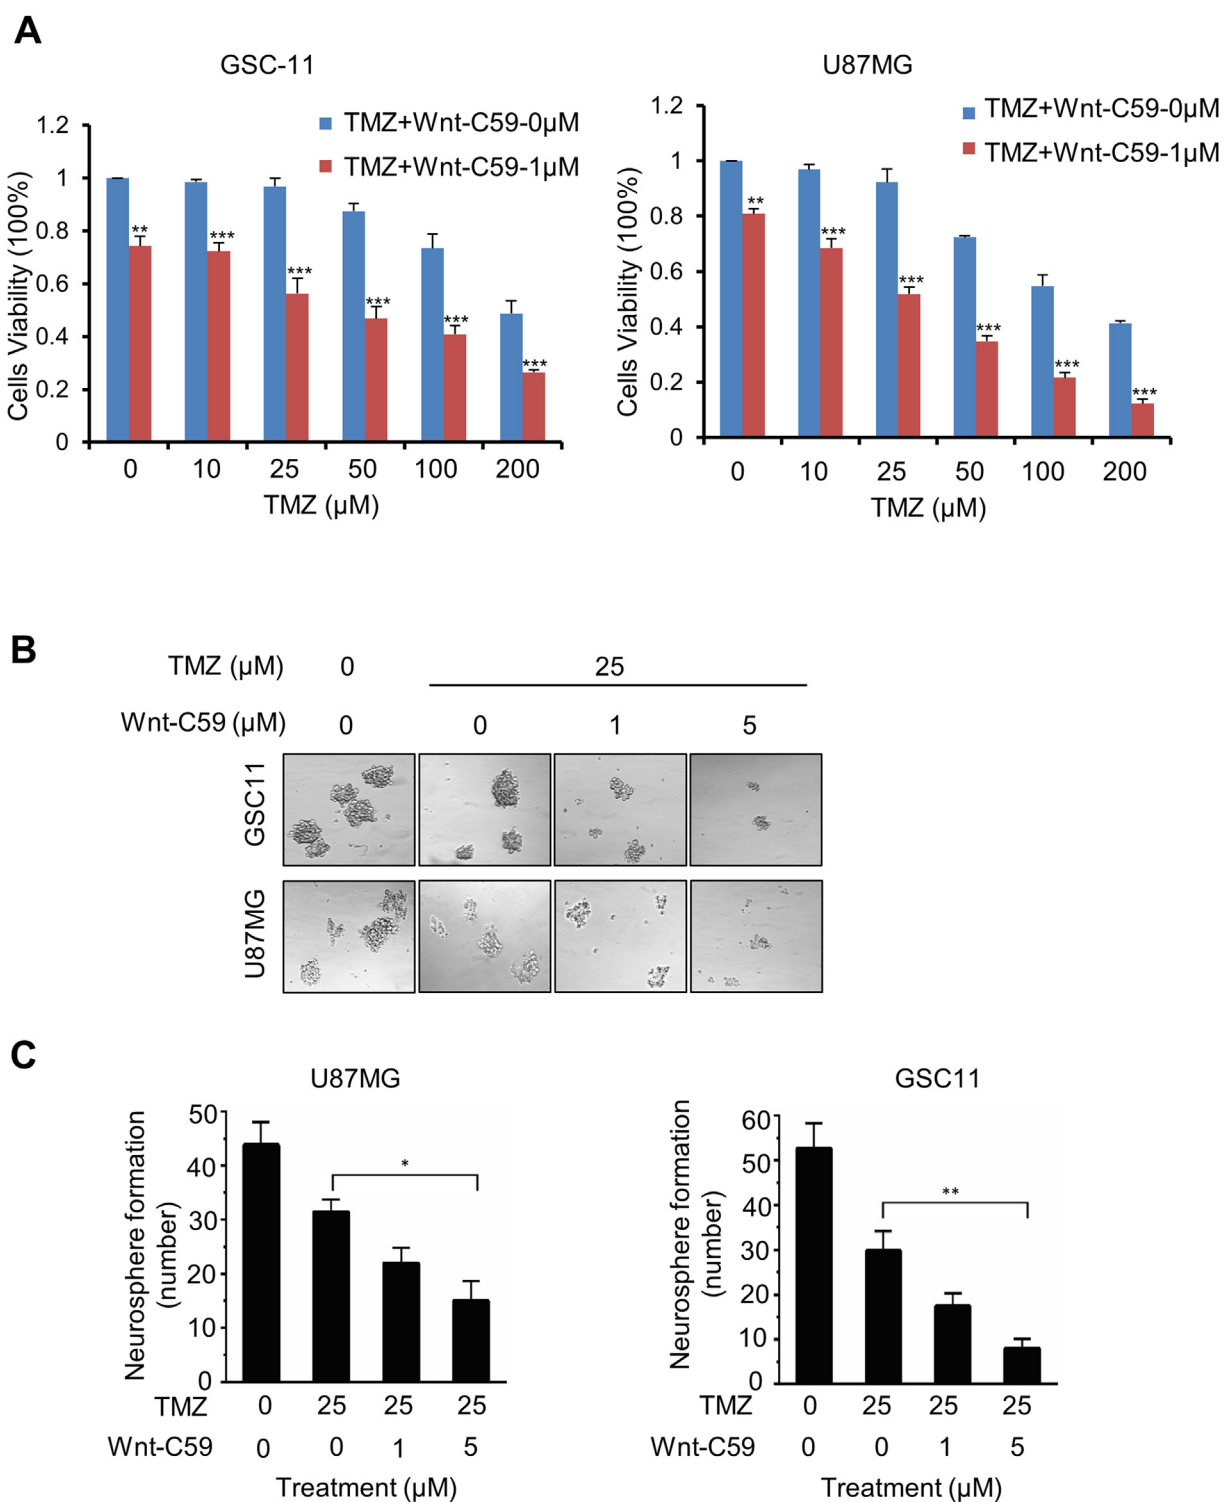 A
GSC-11
TMZ+Wnt-C59-0µM
TMZ+Wnt-C59-1µM
Cells Viability (100%)
1.2
1
0.8
0.6
0.4
0.2
0
**
***
***
***
***
***
0 10 25 50 100 200
TMZ (µM)
U87MG
TMZ+Wnt-C59-0µM
TMZ+Wnt-C59-1µM
Cells Viability (100%)
1.2
1
0.8
0.6
0.4
0.2
0
**
***
***
***
***
***
0 10 25 50 100 200
TMZ (µM)
B
TMZ (µM) 0 25
Wnt-C59 (µM) 0 0 1 5
GSC11
U87MG
C
U87MG
Neurosphere formation
(number)
50
40
30
20
10
0
*
TMZ 0 25 25 25
Wnt-C59 0 0 1 5
Treatment (µM)
GSC11
Neurosphere formation
(number)
60
50
40
30
20
10
0
**
TMZ 0 25 25 25
Wnt-C59 0 0 1 5
Treatment (µM)